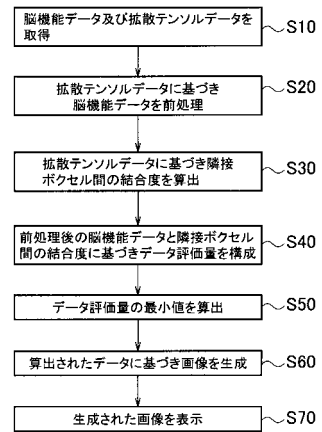 脳機能データ及び拡散テンソルデータを
取得
S10
拡散テンソルデータに基づき
脳機能データを前処理
S20
拡散テンソルデータに基づき隣接
ボクセル間の結合度を算出
S30
前処理後の脳機能データと隣接ボクセル
間の結合度に基づきデータ評価量を構成
S40
データ評価量の最小値を算出
S50
算出されたデータに基づき画像を生成
S60
生成された画像を表示
S70